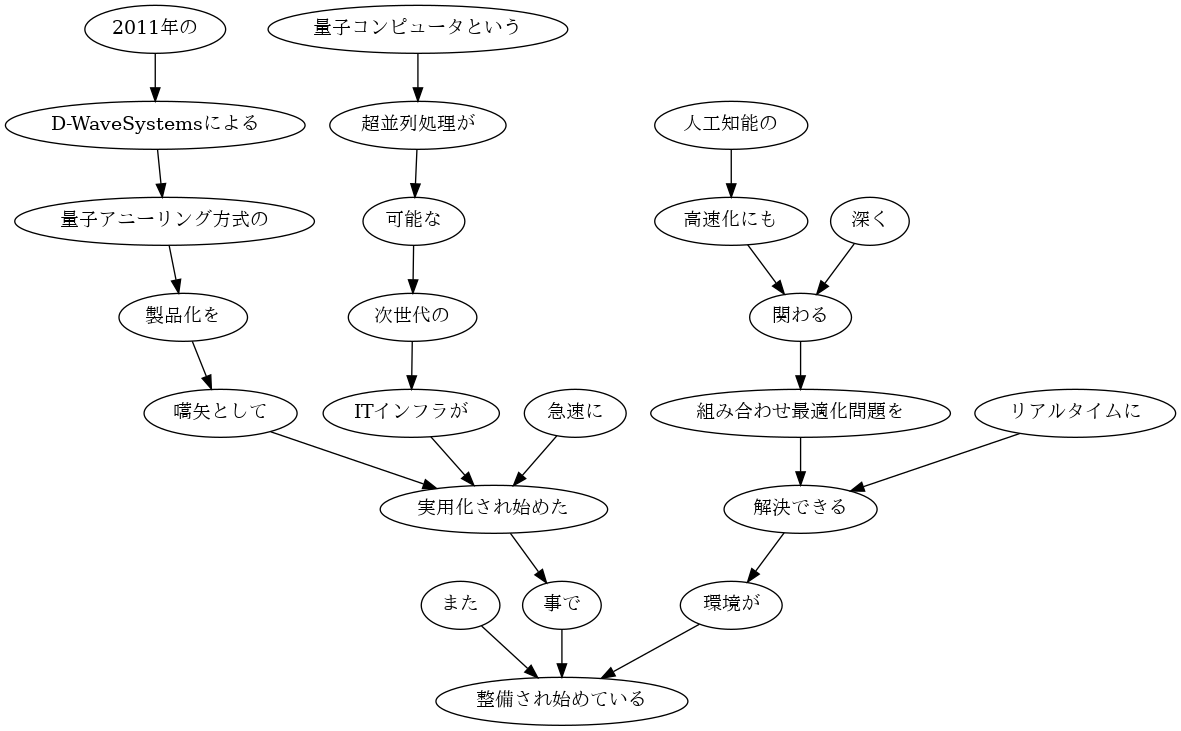 2011年の
量子コンピュータという
D-WaveSystemsによる
超並列処理が
人工知能の
量子アニーリング方式の
可能な
高速化にも
深く
製品化を
次世代の
関わる
嚆矢として
ITインフラが
急速に
組み合わせ最適化問題を
リアルタイムに
実用化され始めた
解決できる
また
事で
環境が
整備され始めている